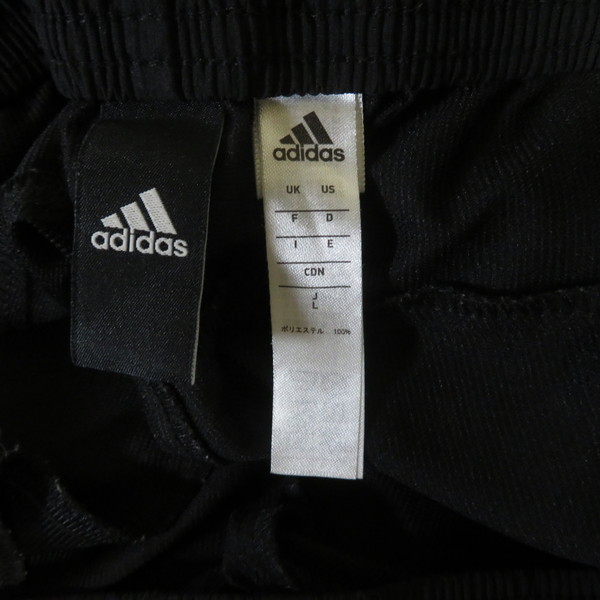 adidas
adidas
UK US
F D
I E
CDN
J
L
ポリエステル 100%